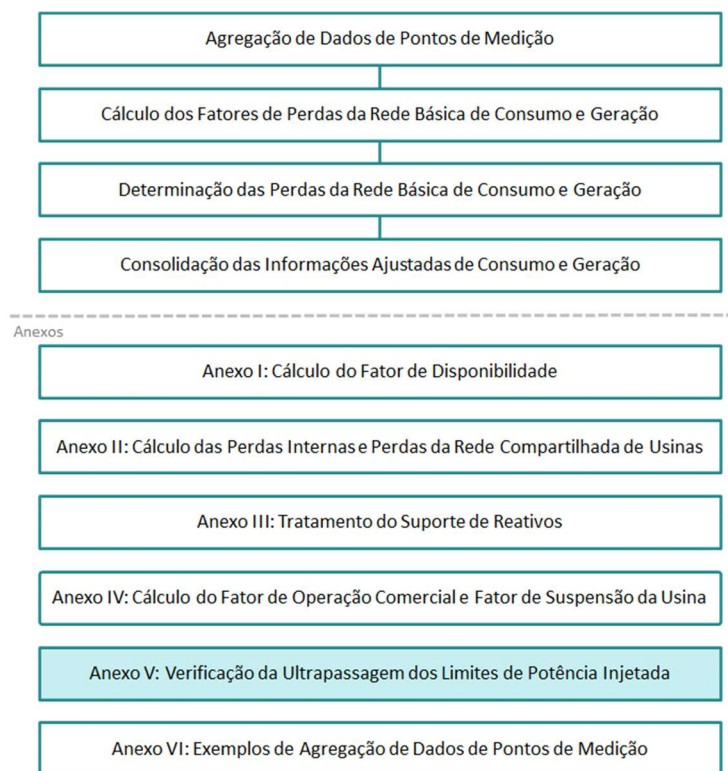 Agregação de Dados de Pontos de Medição
Cálculo dos Fatores de Perdas da Rede Básica de Consumo e Geração
Determinação das Perdas da Rede Básica de Consumo e Geração
Consolidação das Informações Ajustadas de Consumo e Geração
Anexos
Anexo I: Cálculo do Fator de Disponibilidade
Anexo II: Cálculo das Perdas Internas e Perdas da Rede Compartilhada de Usinas
Anexo III: Tratamento do Suporte de Reativos
Anexo IV: Cálculo do Fator de Operação Comercial e Fator de Suspensão da Usina
Anexo V: Verificação da Ultrapassagem dos Limites de Potência Injetada
Anexo VI: Exemplos de Agregação de Dados de Pontos de Medição